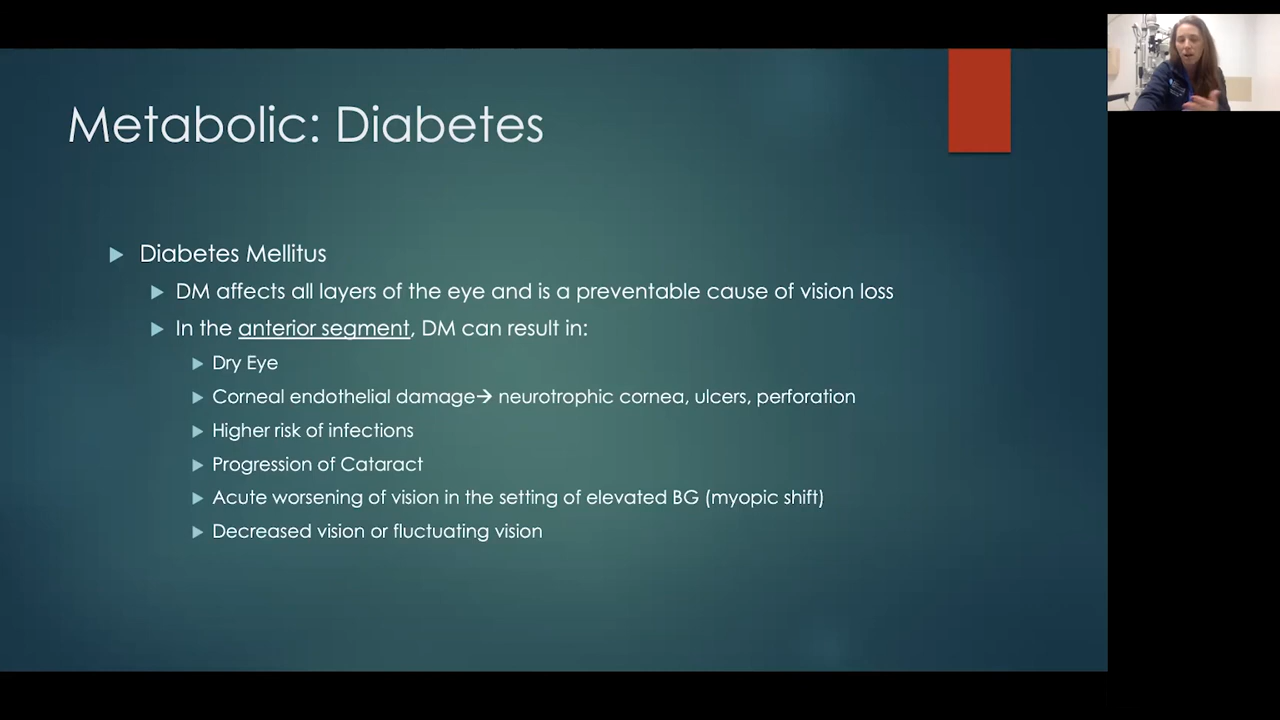 Metabolic: Diabetes
Diabetes Mellitus
DM affects all layers of the eye and is a preventable cause of vision loss
In the anterior segment, DM can result in:
Dry Eye
Corneal endothelial damage→ neurotrophic cornea, ulcers, perforation
Higher risk of infections
Progression of Cataract
Acute worsening of vision in the setting of elevated BG (myopic shift)
Decreased vision or fluctuating vision